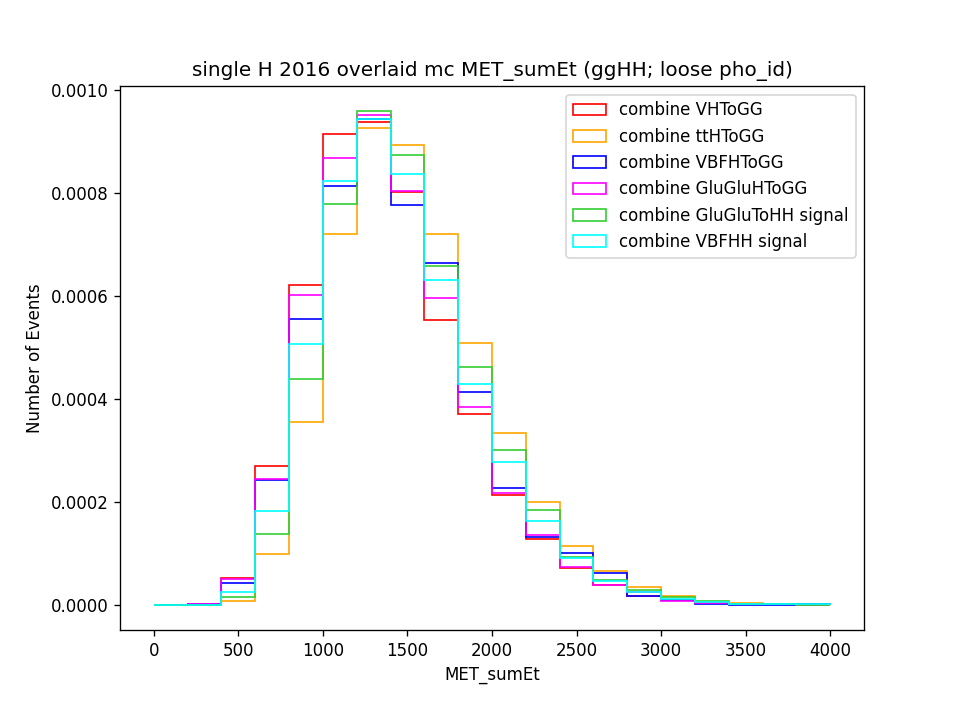 single H 2016 overlaid mc MET_sumEt (ggHH; loose pho_id)
0.0010
0.0008
0.0006
0.0004
0.0002
0.0000
Number of Events
combine VHToGG
combine ttHToGG
combine VBFHToGG
combine GluGluHToGG
combine GluGluToHH signal
combine VBFHH signal
0 500 1000 1500 2000 2500 3000 3500 4000
MET_sumEt